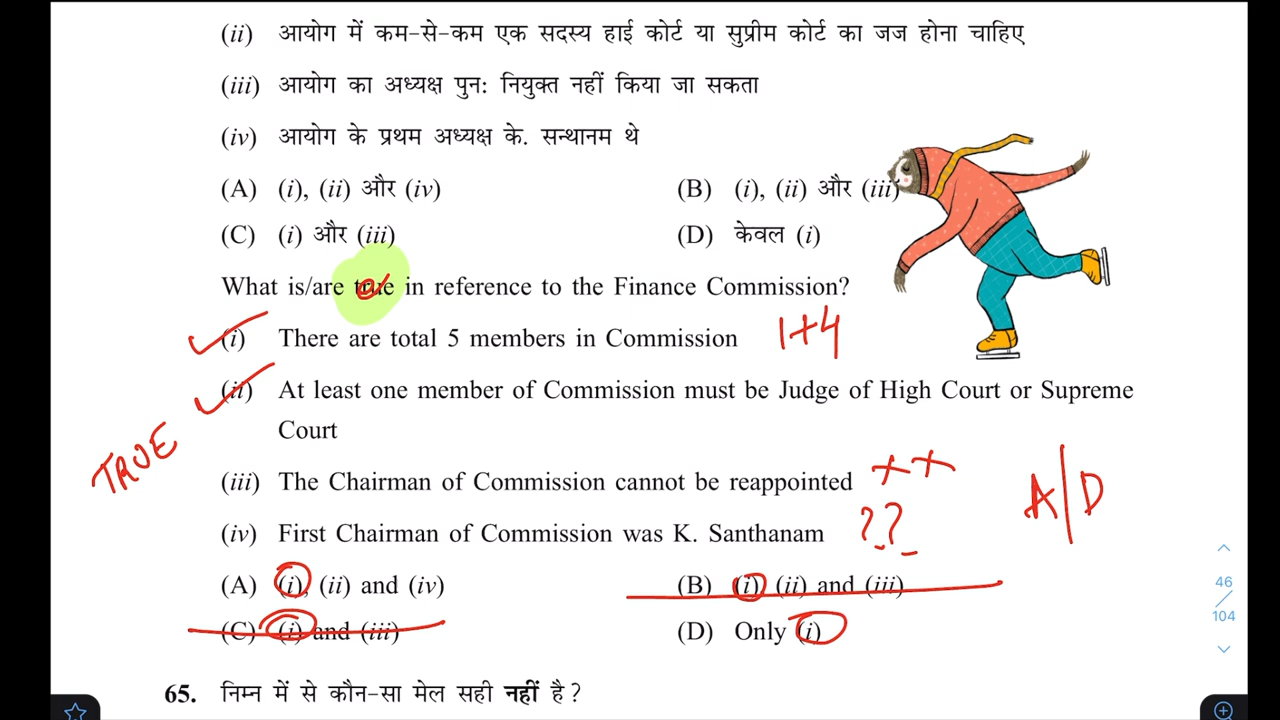 (ii) आयोग में कम-से-कम एक सदस्य हाई कोर्ट या सुप्रीम कोर्ट का जज होना चाहिए
(iii) आयोग का अध्यक्ष पुनः नियुक्त नहीं किया जा सकता
(iv) आयोग के प्रथम अध्यक्ष के. सन्थानम थे
(A) (i), (ii) और (iv) (B) (i), (ii) और (iii)
(C) (i) और (iii) (D) केवल (i)
What is/are true in reference to the Finance Commission?
(i) There are total 5 members in Commission 1+4
(ii) At least one member of Commission must be Judge of High Court or Supreme
Court
TRUE
(iii) The Chairman of Commission cannot be reappointed ××
A/D
(iv) First Chairman of Commission was K. Santhanam ??
(A) (i), (ii) and (iv) (B) (i) (ii) and (iii)
(C) (i) and (iii) (D) Only (i)
46
104
65. निम्न में से कौन-सा मेल सही नहीं है?